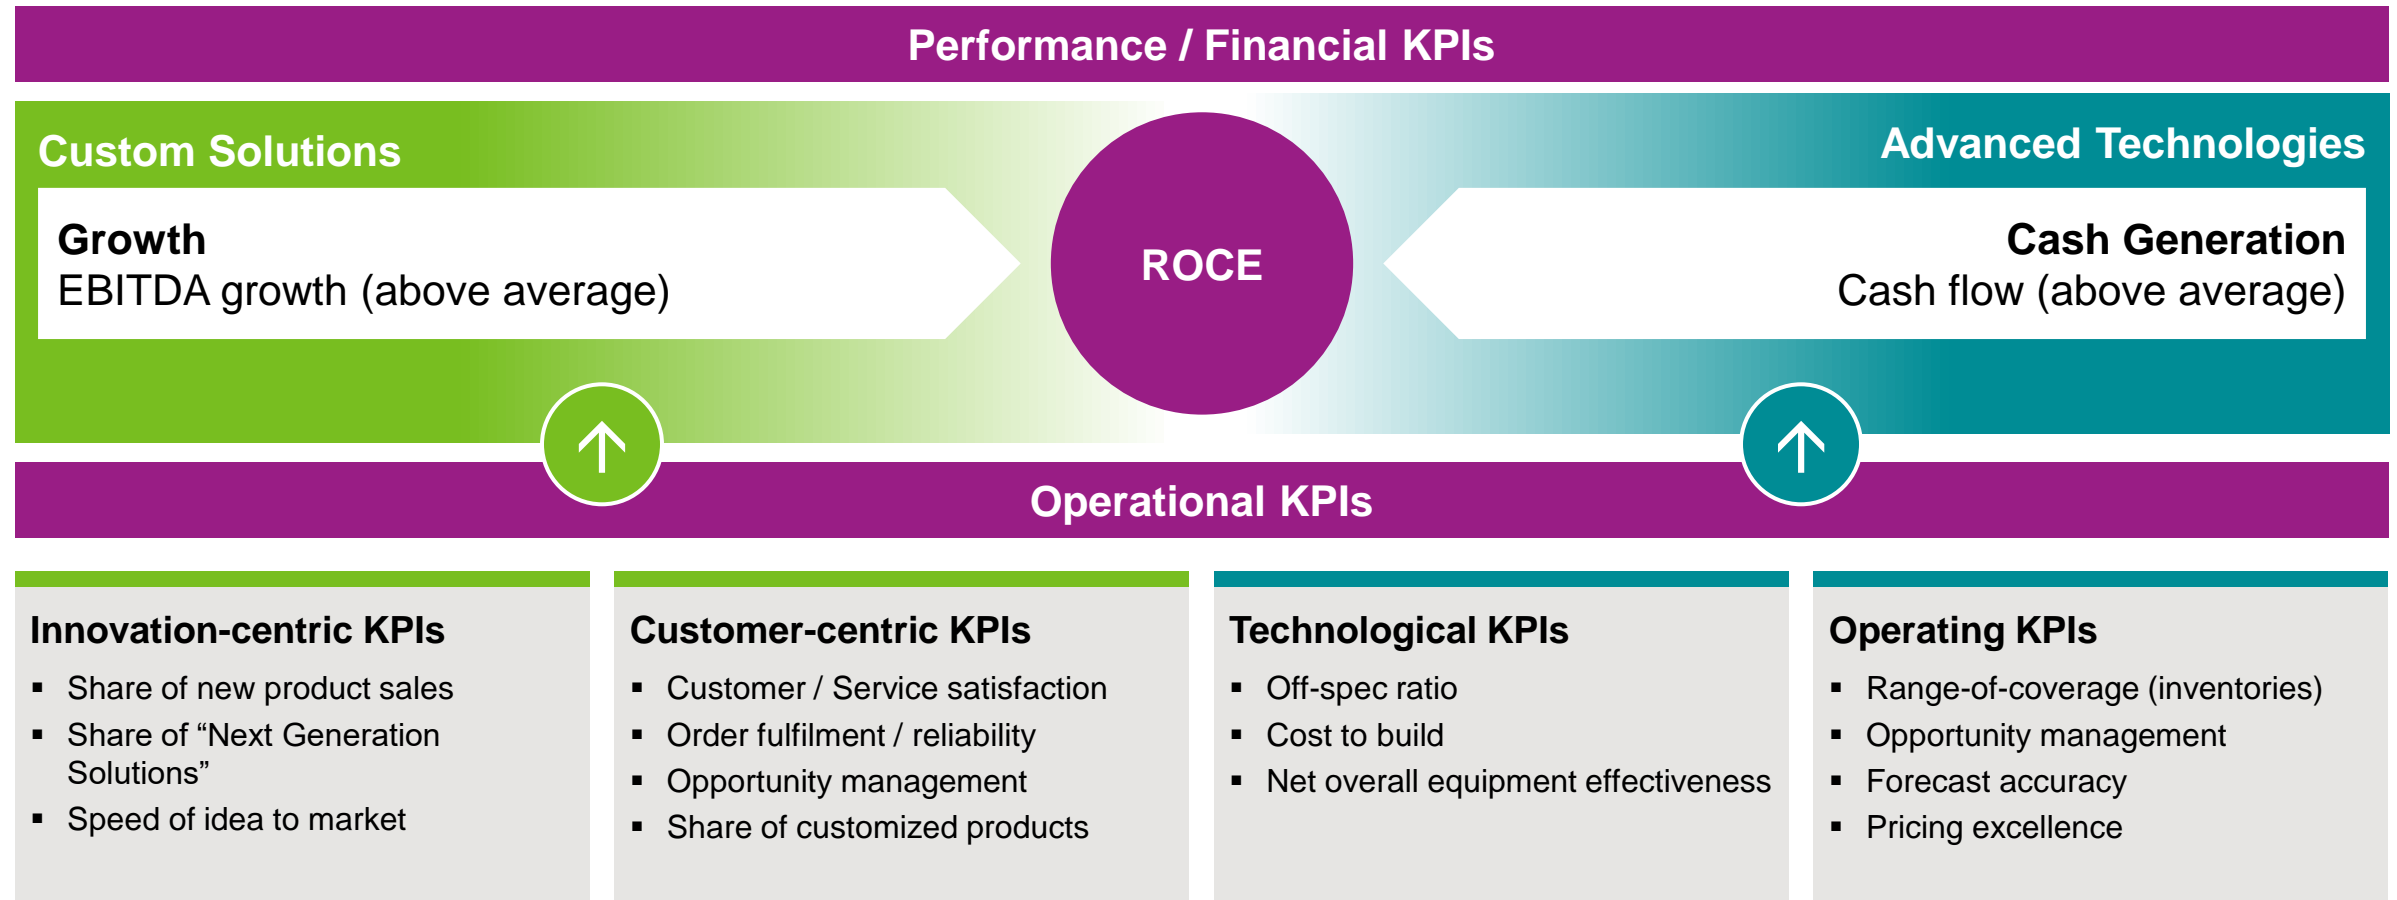 Performance / Financial KPIs
Custom Solutions
Growth
EBITDA growth (above average)
ROCE
Advanced Technologies
Cash Generation
Cash flow (above average)
Operational KPIs
Innovation-centric KPIs
▪ Share of new product sales
▪ Share of “Next Generation
Solutions”
▪ Speed of idea to market
Customer-centric KPIs
▪ Customer / Service satisfaction
▪ Order fulfilment / reliability
▪ Opportunity management
▪ Share of customized products
Technological KPIs
▪ Off-spec ratio
▪ Cost to build
▪ Net overall equipment effectiveness
Operating KPIs
▪ Range-of-coverage (inventories)
▪ Opportunity management
▪ Forecast accuracy
▪ Pricing excellence